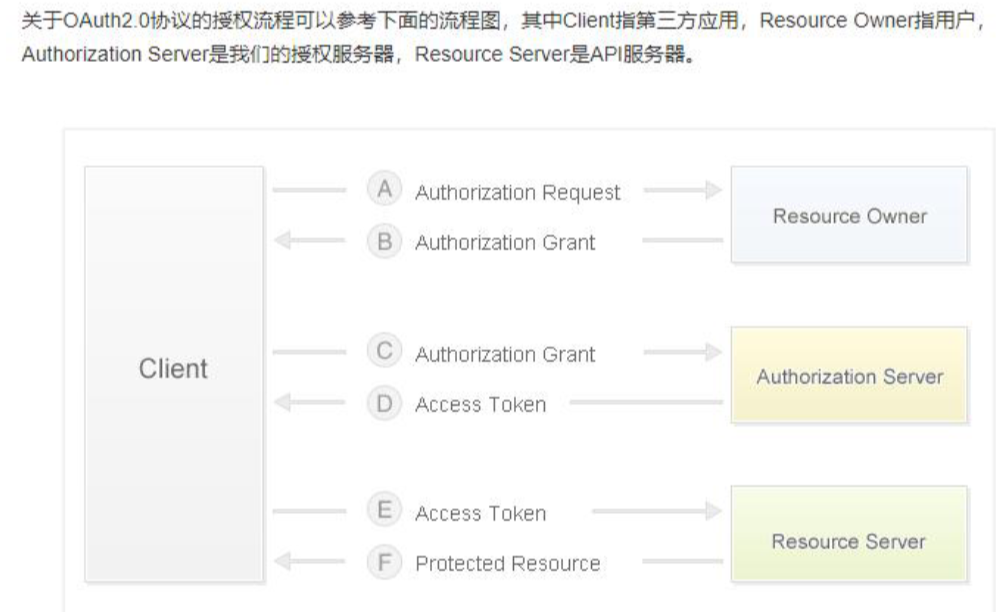 关于OAuth2.0协议的授权流程可以参考下面的流程图，其中Client指第三方应用，Resource Owner指用户，
Authorization Server是我们的授权服务器，Resource Server是API服务器。
A Authorization Request
Resource Owner
B Authorization Grant
Client
C Authorization Grant
Authorization Server
D Access Token
E Access Token
Resource Server
F Protected Resource